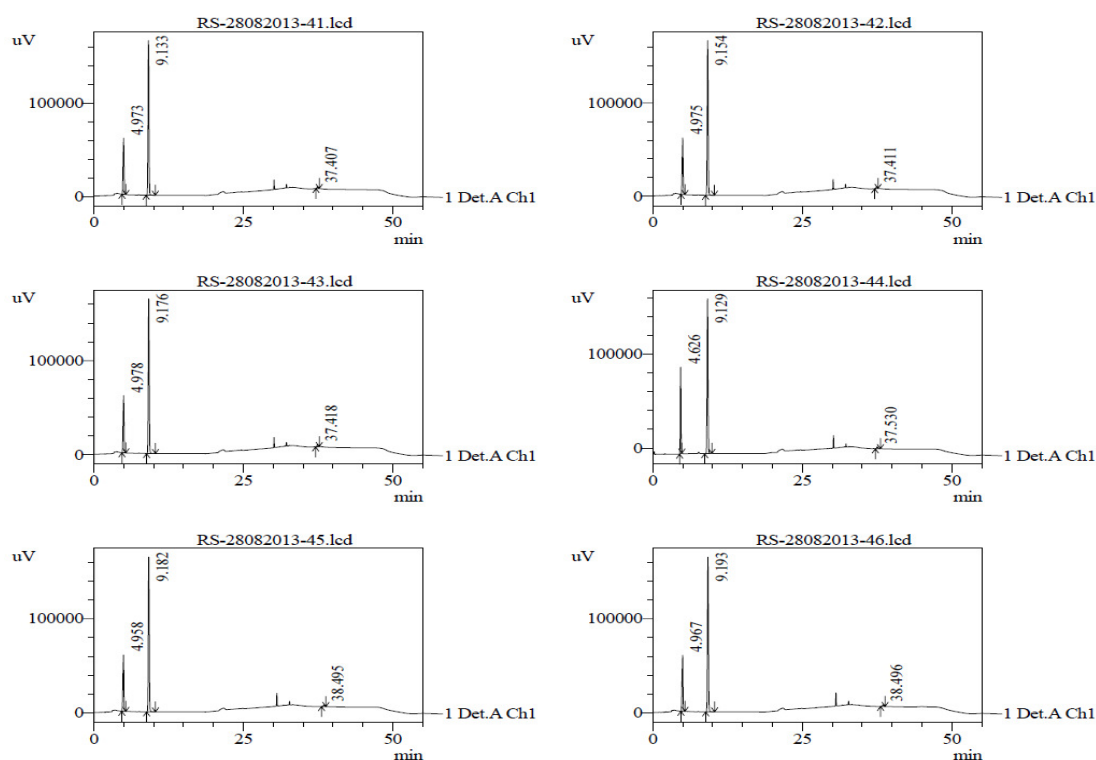 RS-28082013-41.lcd
uV
9.133
4.973
100000
37.407
0
1 Det.A Ch1
0 25 50
min
RS-28082013-42.lcd
uV
9.154
4.975
100000
37.411
0
1 Det.A Ch1
0 25 50
min
RS-28082013-43.lcd
uV
9.176
4.978
100000
37.418
0
1 Det.A Ch1
0 25 50
min
RS-28082013-44.lcd
uV
9.129
4.626
100000
37.530
0
1 Det.A Ch1
0 25 50
min
RS-28082013-45.lcd
uV
9.182
4.958
100000
38.495
0
1 Det.A Ch1
0 25 50
min
RS-28082013-46.lcd
uV
9.193
4.967
100000
38.496
0
1 Det.A Ch1
0 25 50
min